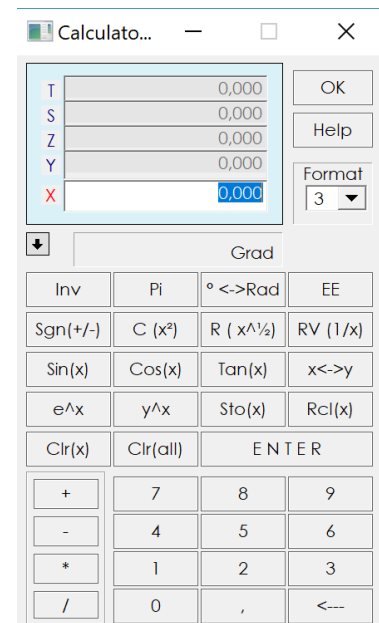 Calculato...
T 0,000 OK
S 0,000
Z 0,000 Help
Y 0,000
X 0,000 Format
3
Grad
Inv Pi ° <->Rad EE
Sgn(+/-) C (x²) R ( x^½) RV (1/x)
Sin(x) Cos(x) Tan(x) x<->y
e^x y^x Sto(x) Rcl(x)
Clr(x) Clr(all) E N T E R
+ 7 8 9
- 4 5 6
* 1 2 3
/ 0 , <---